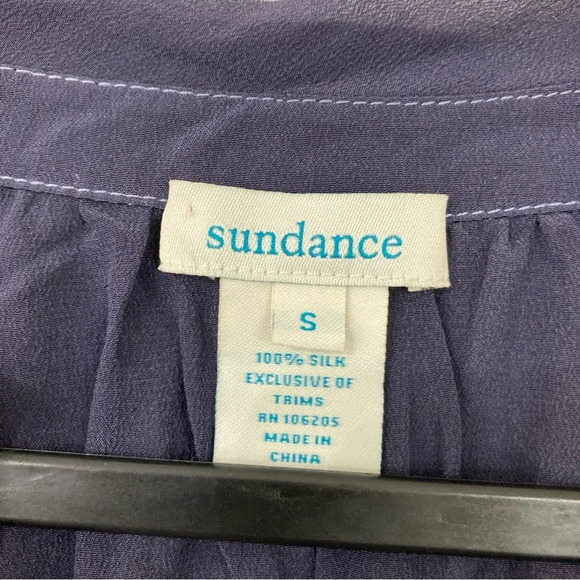 sundance
S
100% SILK
EXCLUSIVE OF
TRIMS
RN 106205
MADE IN
CHINA